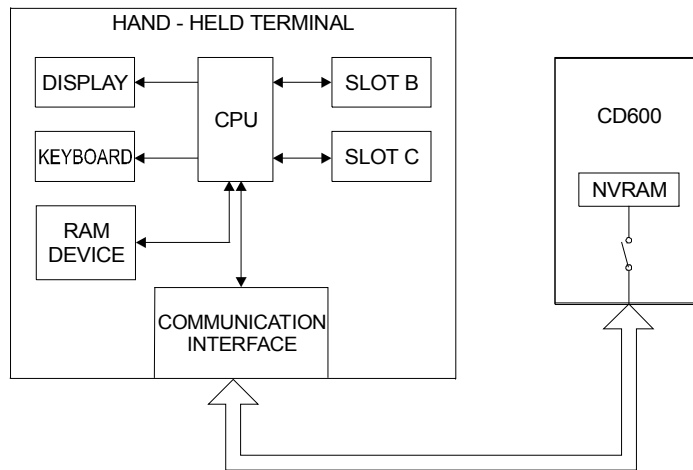 HAND - HELD TERMINAL
DISPLAY
CPU
SLOT B
KEYBOARD
SLOT C
RAM
DEVICE
COMMUNICATION
INTERFACE
CD600
NVRAM